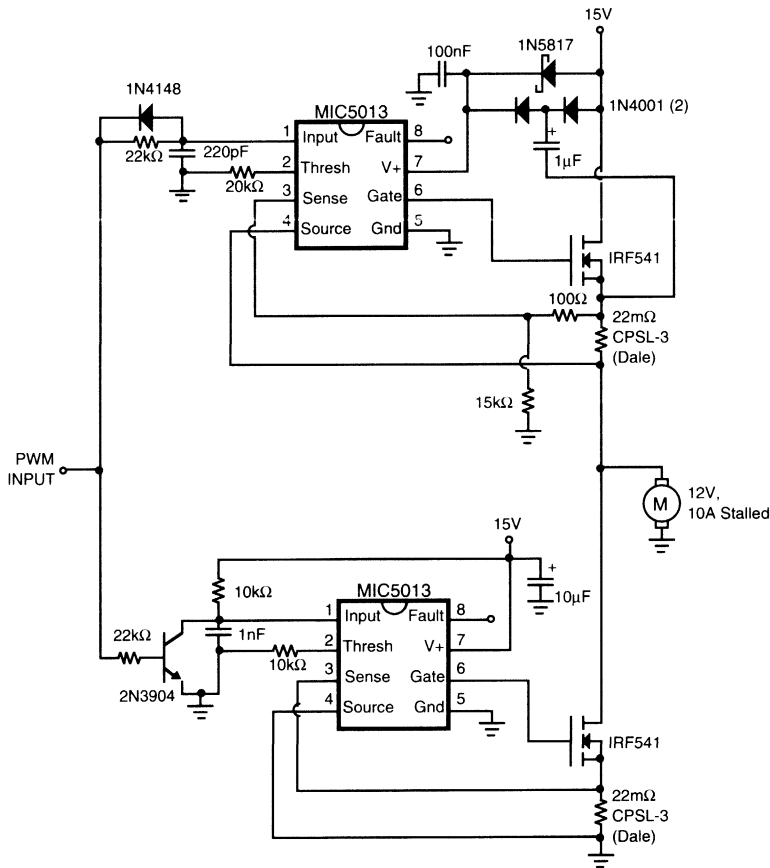 15V
1N5817
100nF
1N4148
MIC5013
1N4001 (2)
22kΩ
220pF
1 Input Fault 8
+
1µF
20kΩ
2 Thresh V+ 7
3 Sense Gate 6
4 Source Gnd 5
IRF541
100Ω
22mΩ
CPSL-3
(Dale)
15kΩ
PWM
INPUT
M
12V,
10A Stalled
15V
+
10µF
10kΩ
MIC5013
22kΩ
1nF
1 Input Fault 8
10kΩ
2 Thresh V+ 7
3 Sense Gate 6
2N3904
4 Source Gnd 5
IRF541
22mΩ
CPSL-3
(Dale)